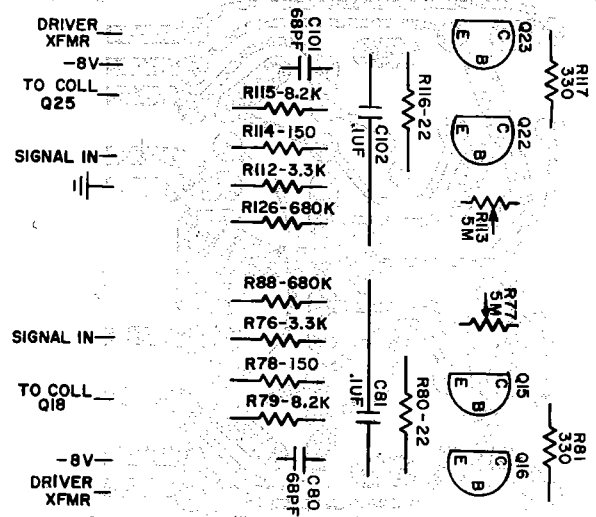 DRIVER
XFMR
-8V
TO COLL
Q25
SIGNAL IN
C101
68PF
R115-8.2K
R114-150
R112-3.3K
R126-680K
C102
.1UF
R116-22
Q23
E
B
C
Q22
E
B
C
R117
330
R113
5M
R88-680K
R76-3.3K
R78-150
R79-8.2K
SIGNAL IN
TO COLL
Q18
-8V
DRIVER
XFMR
C80
68PF
C81
.1UF
R80-22
R77
5M
Q15
E
B
C
Q16
E
B
C
R81
330